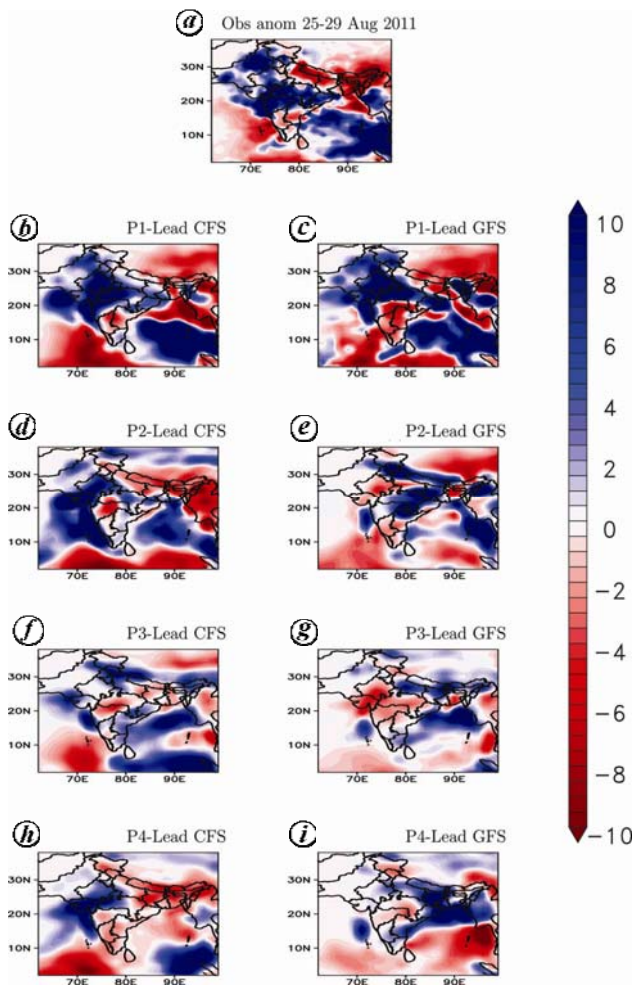 a Obs anom 25-29 Aug 2011
30N
20N
10N
70E 80E 90E
b P1-Lead CFS
30N
20N
10N
70E 80E 90E
c P1-Lead GFS
30N
20N
10N
70E 80E 90E
d P2-Lead CFS
30N
20N
10N
70E 80E 90E
e P2-Lead GFS
30N
20N
10N
70E 80E 90E
f P3-Lead CFS
30N
20N
10N
70E 80E 90E
g P3-Lead GFS
30N
20N
10N
70E 80E 90E
h P4-Lead CFS
30N
20N
10N
70E 80E 90E
i P4-Lead GFS
30N
20N
10N
70E 80E 90E
10
8
6
4
2
0
-2
-4
-6
-8
-10